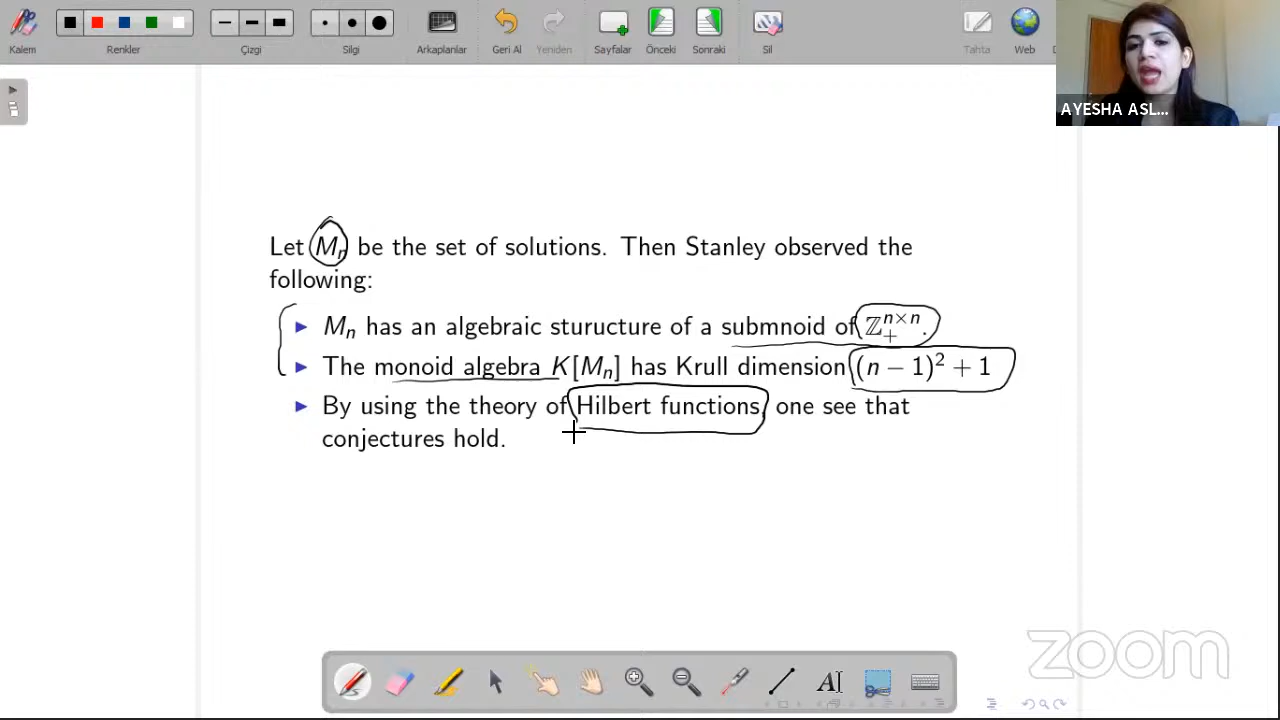 Kalem
Renkler
Çizgi
Silgi
Arkaplanlar
Geri Al
Yeniden
Sayfalar
Önceki
Sonraki
Sil
Tahta
Web
AYESHA ASL...
Let Mn be the set of solutions. Then Stanley observed the
following:
▶ Mn has an algebraic sturucture of a submnoid of ℤ₊ⁿˣⁿ.
▶ The monoid algebra K[Mn] has Krull dimension (n − 1)² + 1
▶ By using the theory of Hilbert functions, one see that
conjectures hold.
zoom